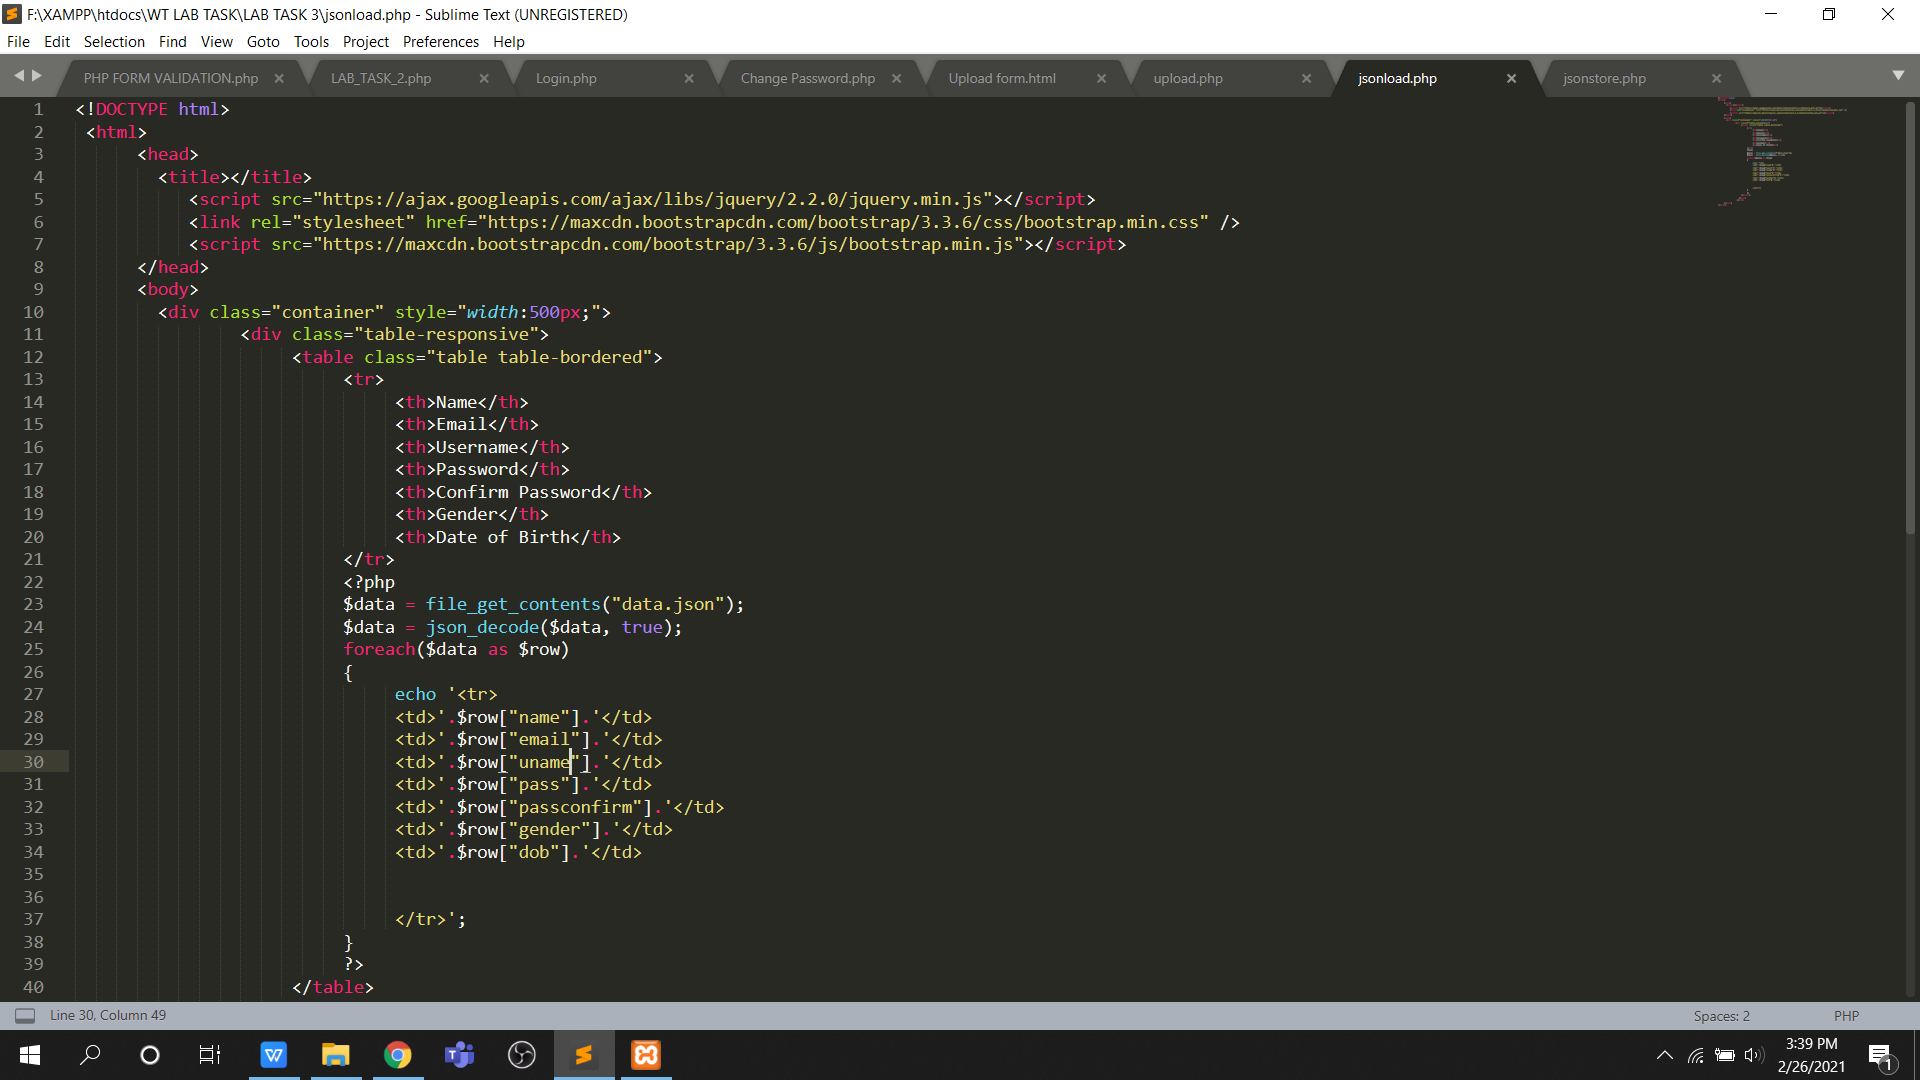 F:\XAMPP\htdocs\WT LAB TASK\LAB TASK 3\jsonload.php - Sublime Text (UNREGISTERED)
File Edit Selection Find View Goto Tools Project Preferences Help
PHP FORM VALIDATION.php LAB_TASK_2.php Login.php Change Password.php Upload form.html upload.php jsonload.php jsonstore.php
1 <!DOCTYPE html>
2 <html>
3 <head>
4 <title></title>
5 <script src="https://ajax.googleapis.com/ajax/libs/jquery/2.2.0/jquery.min.js"></script>
6 <link rel="stylesheet" href="https://maxcdn.bootstrapcdn.com/bootstrap/3.3.6/css/bootstrap.min.css" />
7 <script src="https://maxcdn.bootstrapcdn.com/bootstrap/3.3.6/js/bootstrap.min.js"></script>
8 </head>
9 <body>
10 <div class="container" style="width:500px;">
11 <div class="table-responsive">
12 <table class="table table-bordered">
13 <tr>
14 <th>Name</th>
15 <th>Email</th>
16 <th>Username</th>
17 <th>Password</th>
18 <th>Confirm Password</th>
19 <th>Gender</th>
20 <th>Date of Birth</th>
21 </tr>
22 <?php
23 $data = file_get_contents("data.json");
24 $data = json_decode($data, true);
25 foreach($data as $row)
26 {
27 echo '<tr>
28 <td>'.$row["name"].'</td>
29 <td>'.$row["email"].'</td>
30 <td>'.$row["uname"].'</td>
31 <td>'.$row["pass"].'</td>
32 <td>'.$row["passconfirm"].'</td>
33 <td>'.$row["gender"].'</td>
34 <td>'.$row["dob"].'</td>
35
36
37 </tr>';
38 }
39 ?>
40 </table>
Line 30, Column 49 Spaces: 2 PHP
3:39 PM
2/26/2021
1